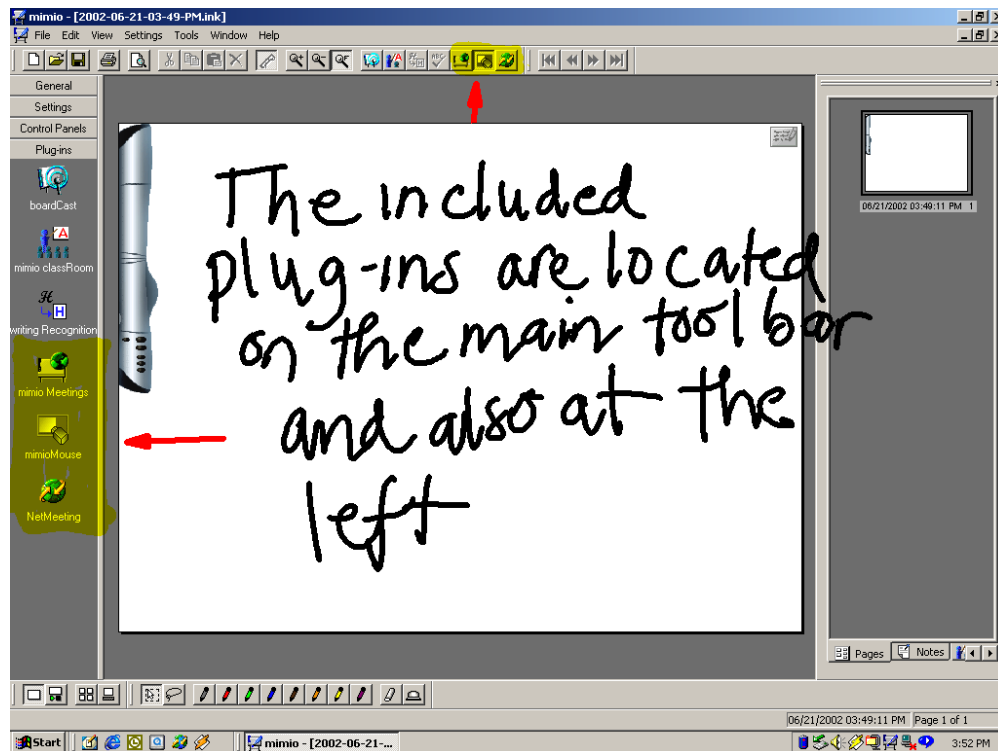 mimio - [2002-06-21-03-49-PM.ink]
File Edit View Settings Tools Window Help
General
Settings
Control Panels
Plug-ins
boardCast
mimio classRoom
writing Recognition
mimio Meetings
mimioMouse
NetMeeting
The included
plug-ins are located
on the main toolbar
and also at the
left
06/21/2002 03:49:11 PM 1
Pages Notes
06/21/2002 03:49:11 PM Page 1 of 1
Start mimio - [2002-06-21-... 3:52 PM